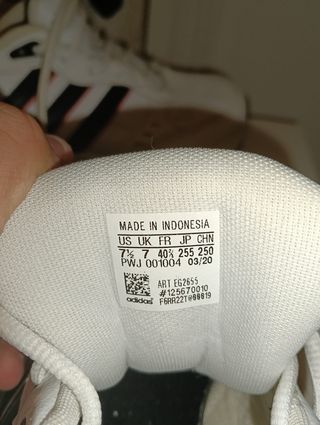 MADE IN INDONESIA
US UK FR JP CHN
7½ 7 40⅔ 255 250
PWJ 001004 03/20
ART EG2655
#125670010
adidas F6RR22T@00019